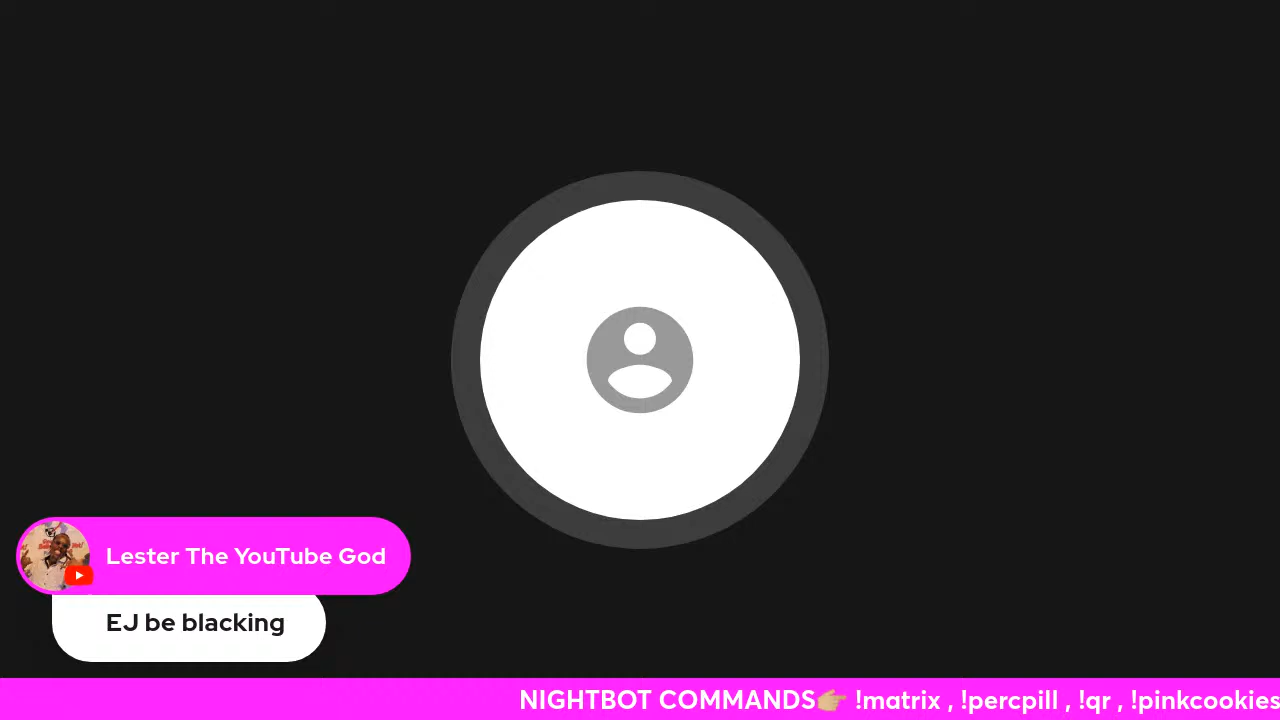 Lester The YouTube God
EJ be blacking
NIGHTBOT COMMANDS👉🏼 !matrix , !percpill , !qr , !pinkcookies